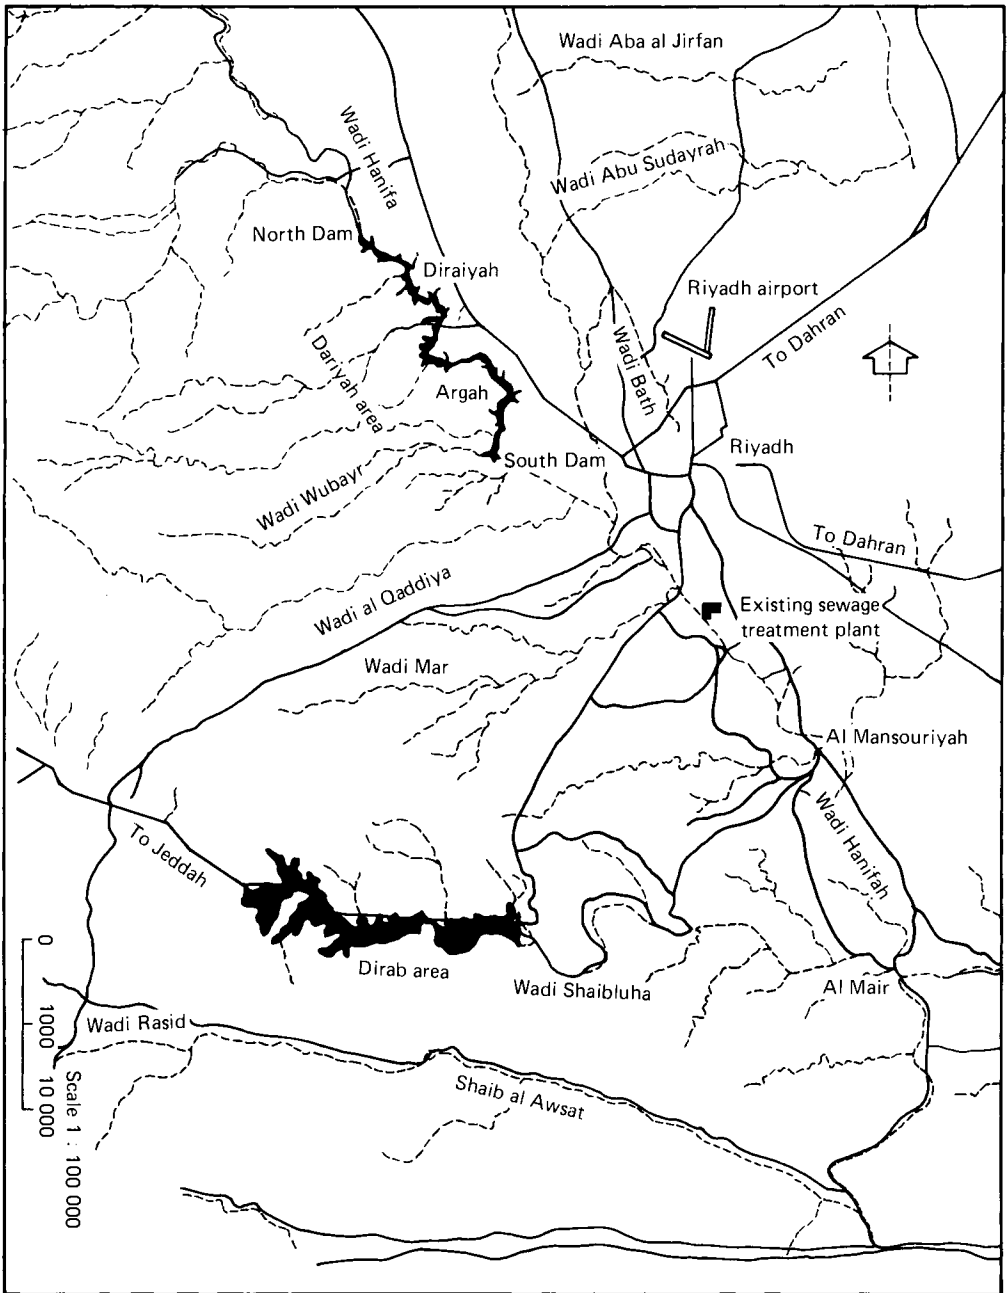 Wadi Aba al Jirfan
Wadi Hanifa
Wadi Abu Sudayrah
North Dam
Diraiyah
Riyadh airport
To Dahran
Wadi Bath
Dariyah area
Argah
Riyadh
South Dam
Wadi Wubayr
To Dahran
Wadi al Qaddiya
Existing sewage
treatment plant
Wadi Mar
Al Mansouriyah
Wadi Hanifah
To Jeddah
Dirab area
Wadi Shaibluha
Al Mair
Wadi Rasid
Shaib al Awsat
0
1000
10 000
Scale 1 : 100 000